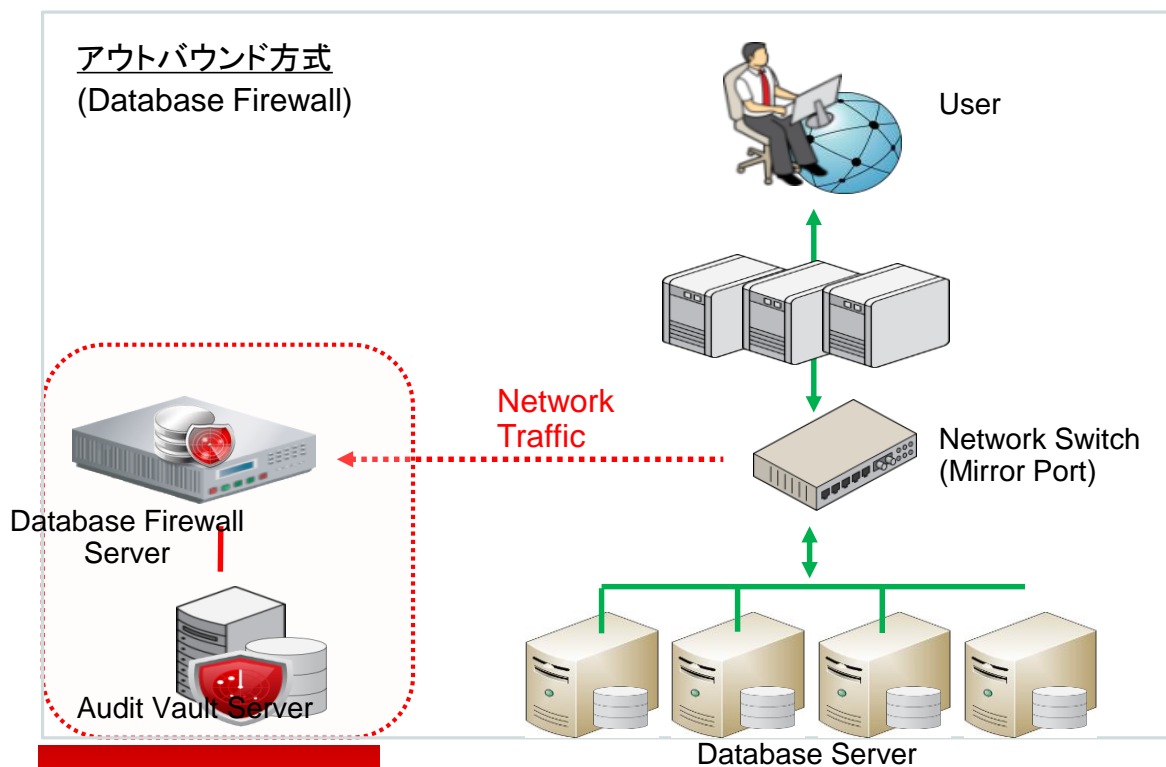 アウトバウンド方式
(Database Firewall)
User
Network
Traffic
Network Switch
(Mirror Port)
Database Firewall
Server
Audit Vault Server
Database Server